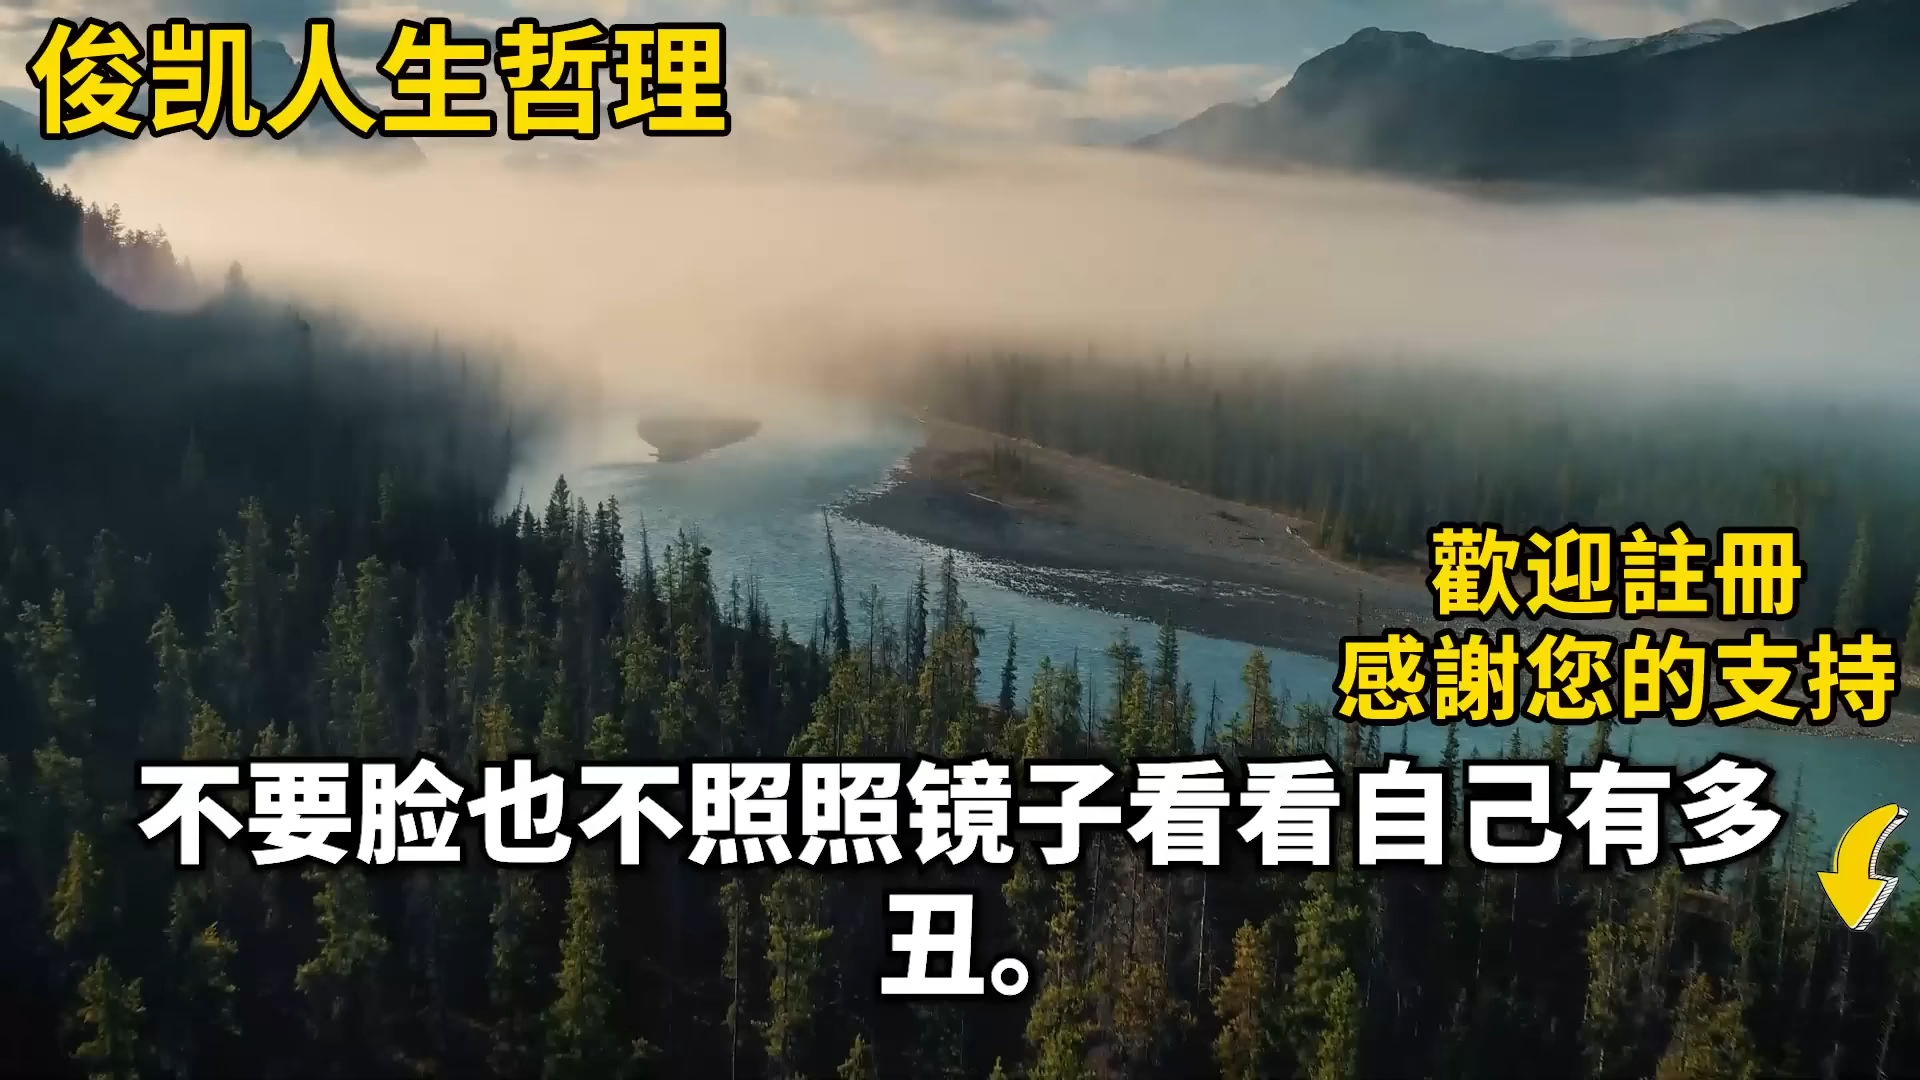 俊凯人生哲理
歡迎註冊
感謝您的支持
不要脸也不照照镜子看看自己有多
丑。